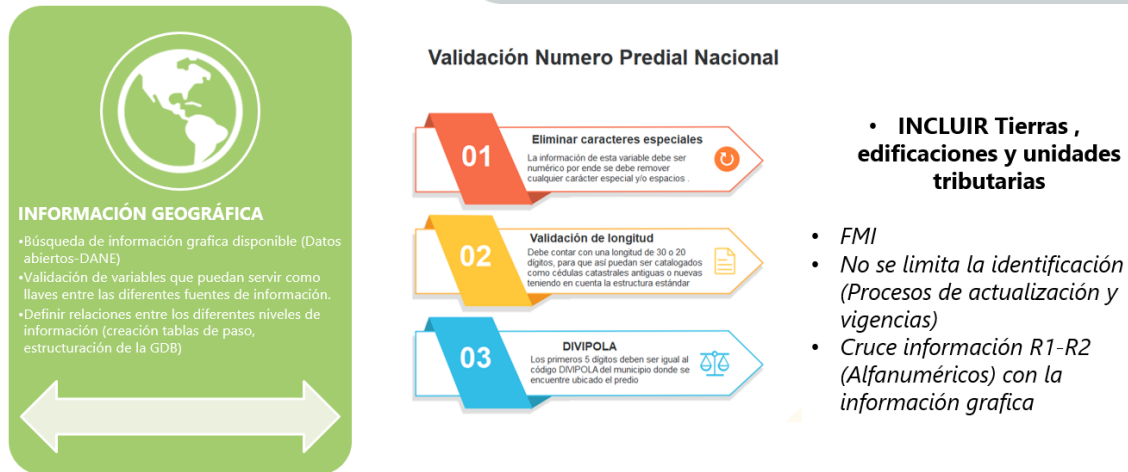 INFORMACIÓN GEOGRÁFICA
•Búsqueda de información grafica disponible (Datos
abiertos-DANE)
•Validación de variables que puedan servir como
llaves entre las diferentes fuentes de información.
•Definir relaciones entre los diferentes niveles de
información (creación tablas de paso,
estructuración de la GDB)
Validación Numero Predial Nacional
01
Eliminar caracteres especiales
La información de esta variable debe ser
numérico por ende se debe remover
cualquier carácter especial y/o espacios .
02
Validación de longitud
Debe contar con una longitud de 30 o 20
dígitos, para que así puedan ser catalogados
como cédulas catastrales antiguas o nuevas
teniendo en cuenta la estructura estándar
03
DIVIPOLA
Los primeros 5 dígitos deben ser igual al
código DIVIPOLA del municipio donde se
encuentre ubicado el predio
• INCLUIR Tierras ,
edificaciones y unidades
tributarias
• FMI
• No se limita la identificación
(Procesos de actualización y
vigencias)
• Cruce información R1-R2
(Alfanuméricos) con la
información grafica